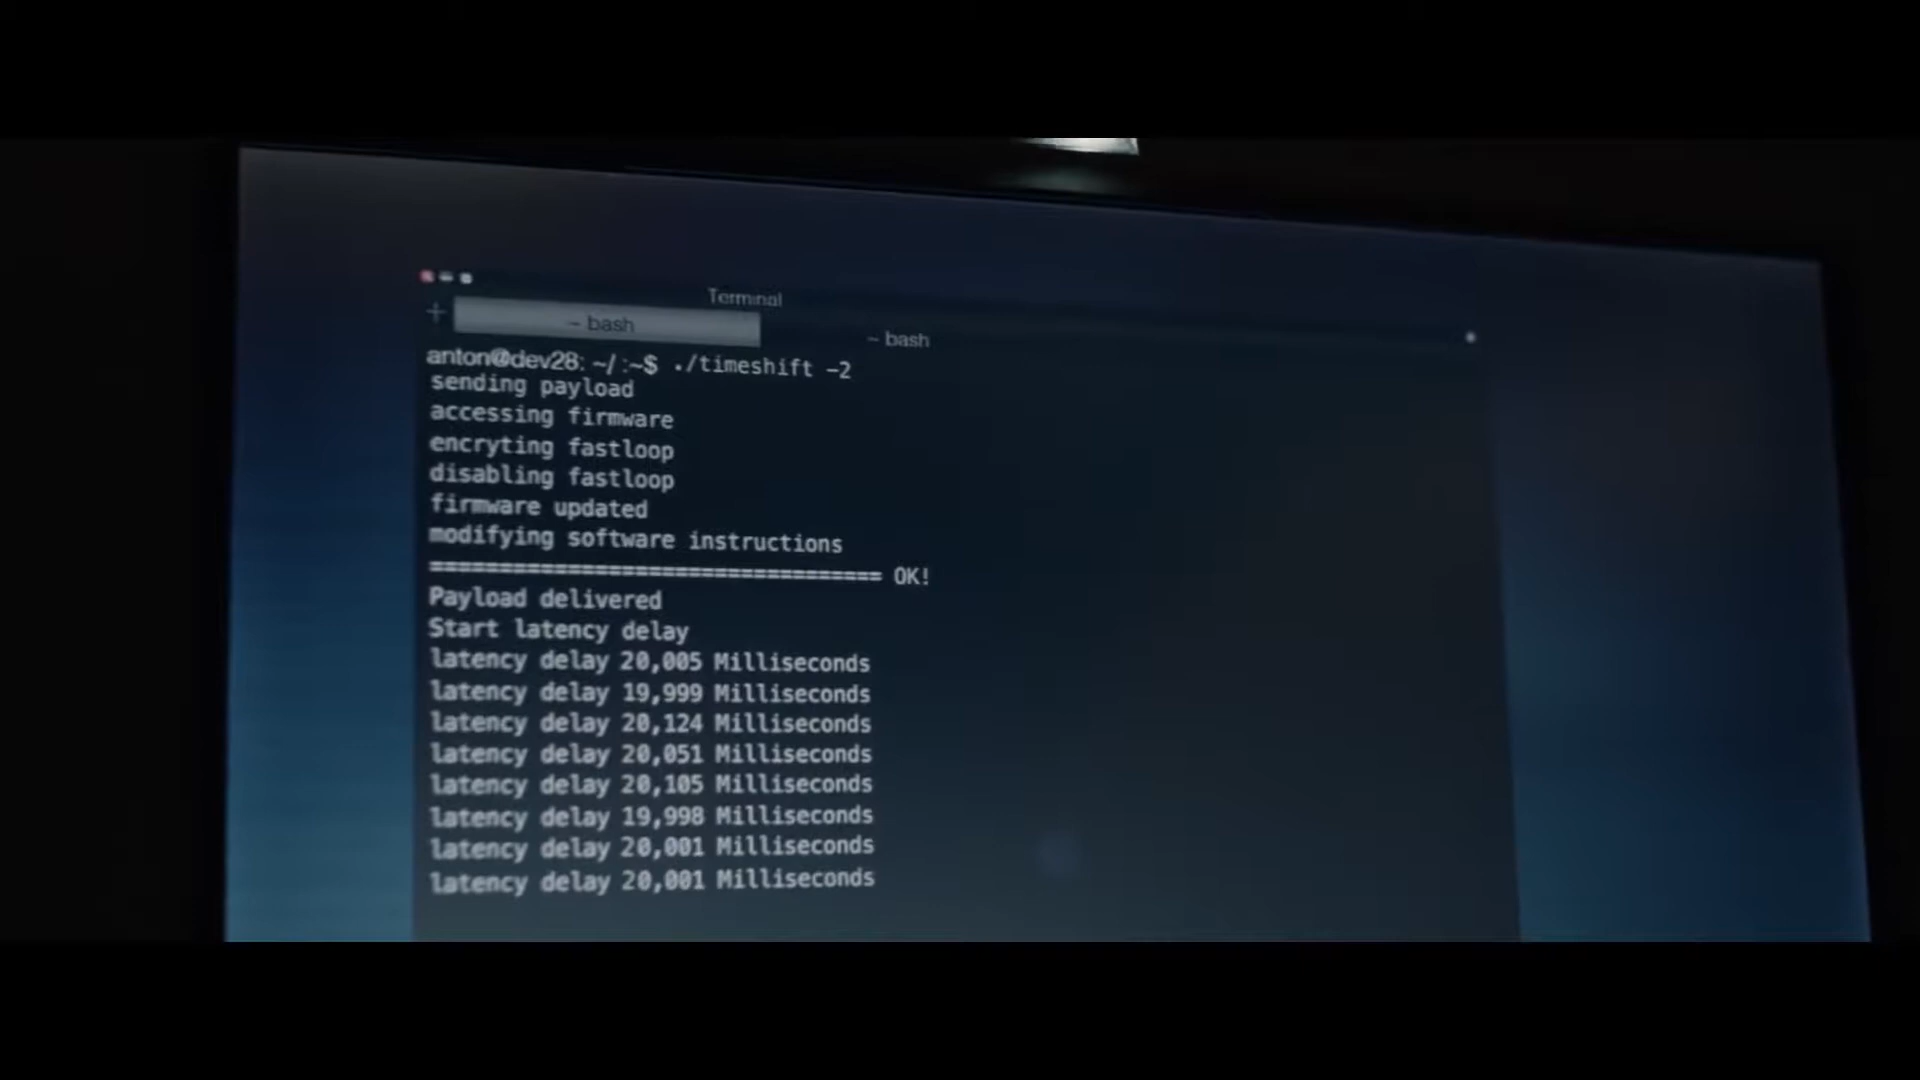 Terminal
+ ~ bash ~ bash
anton@dev28: ~/ :~$ ./timeshift -2
sending payload
accessing firmware
encryting fastloop
disabling fastloop
firmware updated
modifying software instructions
================================== OK!
Payload delivered
Start latency delay
latency delay 20,005 Milliseconds
latency delay 19,999 Milliseconds
latency delay 20,124 Milliseconds
latency delay 20,051 Milliseconds
latency delay 20,105 Milliseconds
latency delay 19,998 Milliseconds
latency delay 20,001 Milliseconds
latency delay 20,001 Milliseconds